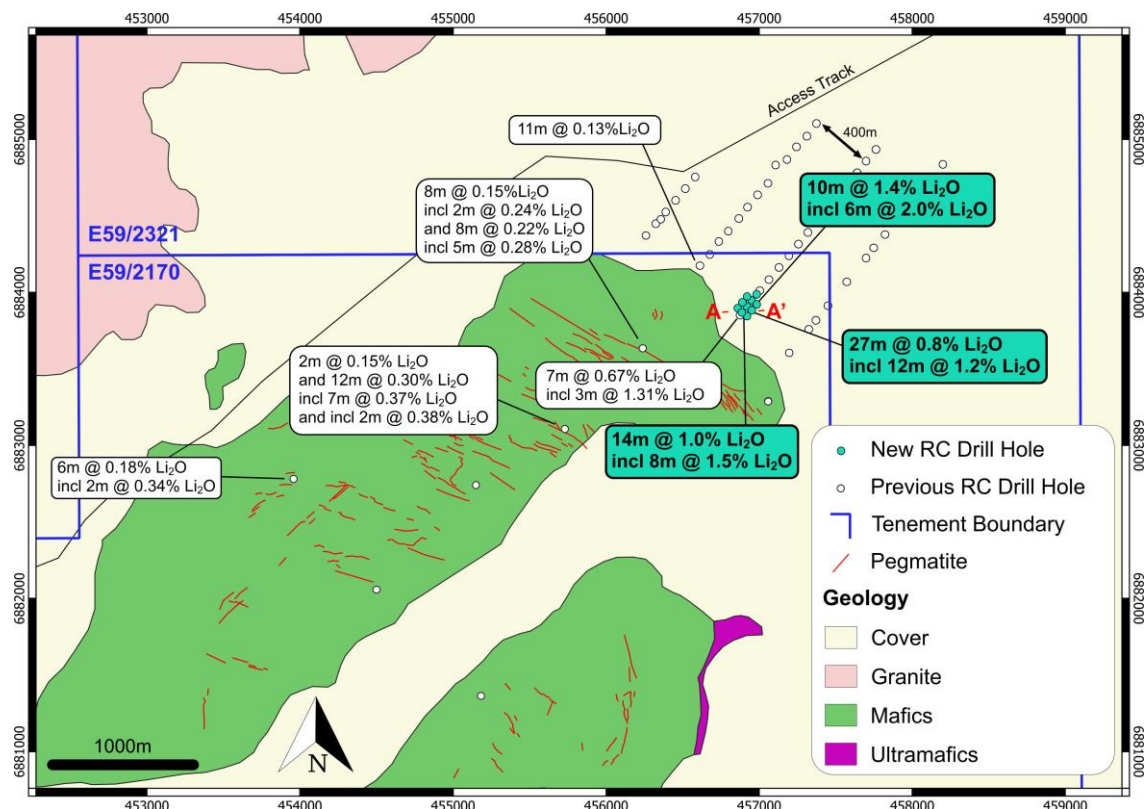 453000
454000
455000
456000
457000
458000
459000
6885000
6884000
6883000
6882000
6881000
6885000
6884000
6883000
6882000
6881000
Access Track
400m
11m @ 0.13%Li₂O
10m @ 1.4% Li₂O
incl 6m @ 2.0% Li₂O
8m @ 0.15%Li₂O
incl 2m @ 0.24% Li₂O
and 8m @ 0.22% Li₂O
incl 5m @ 0.28% Li₂O
E59/2321
E59/2170
A
A'
27m @ 0.8% Li₂O
incl 12m @ 1.2% Li₂O
2m @ 0.15% Li₂O
and 12m @ 0.30% Li₂O
incl 7m @ 0.37% Li₂O
and incl 2m @ 0.38% Li₂O
7m @ 0.67% Li₂O
incl 3m @ 1.31% Li₂O
14m @ 1.0% Li₂O
incl 8m @ 1.5% Li₂O
6m @ 0.18% Li₂O
incl 2m @ 0.34% Li₂O
New RC Drill Hole
Previous RC Drill Hole
Tenement Boundary
Pegmatite
Geology
Cover
Granite
Mafics
Ultramafics
1000m
N
453000
454000
455000
456000
457000
458000
459000